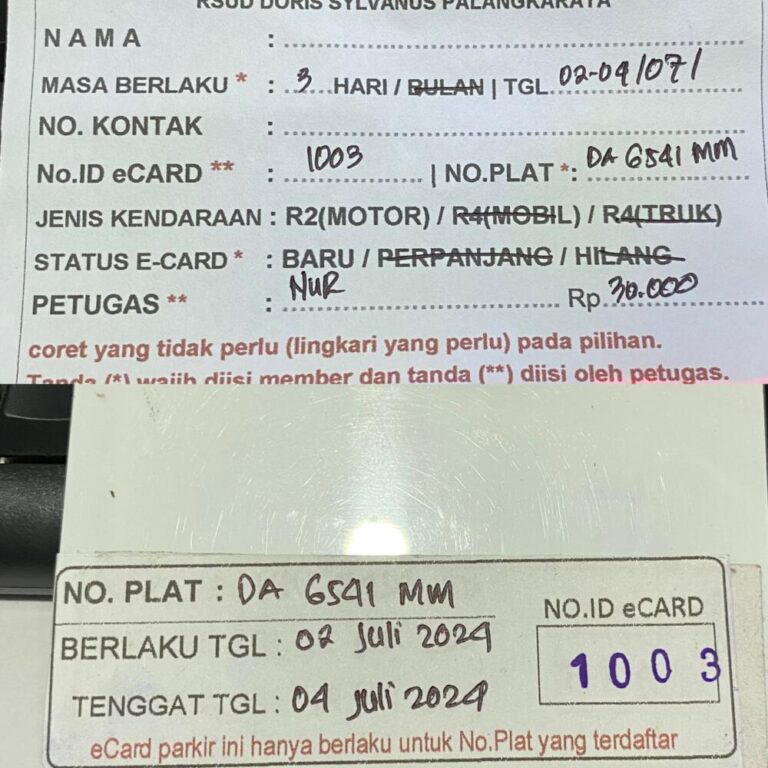 RSUD DORIS SYLVANUS PALANGKARAYA
NAMA :
MASA BERLAKU * : 3 HARI / BULAN | TGL 02-04/07/
NO. KONTAK :
No.ID eCARD ** : 1003 | NO.PLAT *: DA 6541 MM
JENIS KENDARAAN : R2(MOTOR) / R4(MOBIL) / R4(TRUK)
STATUS E-CARD * : BARU / PERPANJANG / HILANG
PETUGAS ** : NUR Rp 30.000
coret yang tidak perlu (lingkari yang perlu) pada pilihan.
Tanda (*) wajib diisi member dan tanda (**) diisi oleh petugas.
NO. PLAT : DA 6541 MM
BERLAKU TGL : 02 Juli 2024
TENGGAT TGL : 04 Juli 2024
NO.ID eCARD
1003
eCard parkir ini hanya berlaku untuk No.Plat yang terdaftar